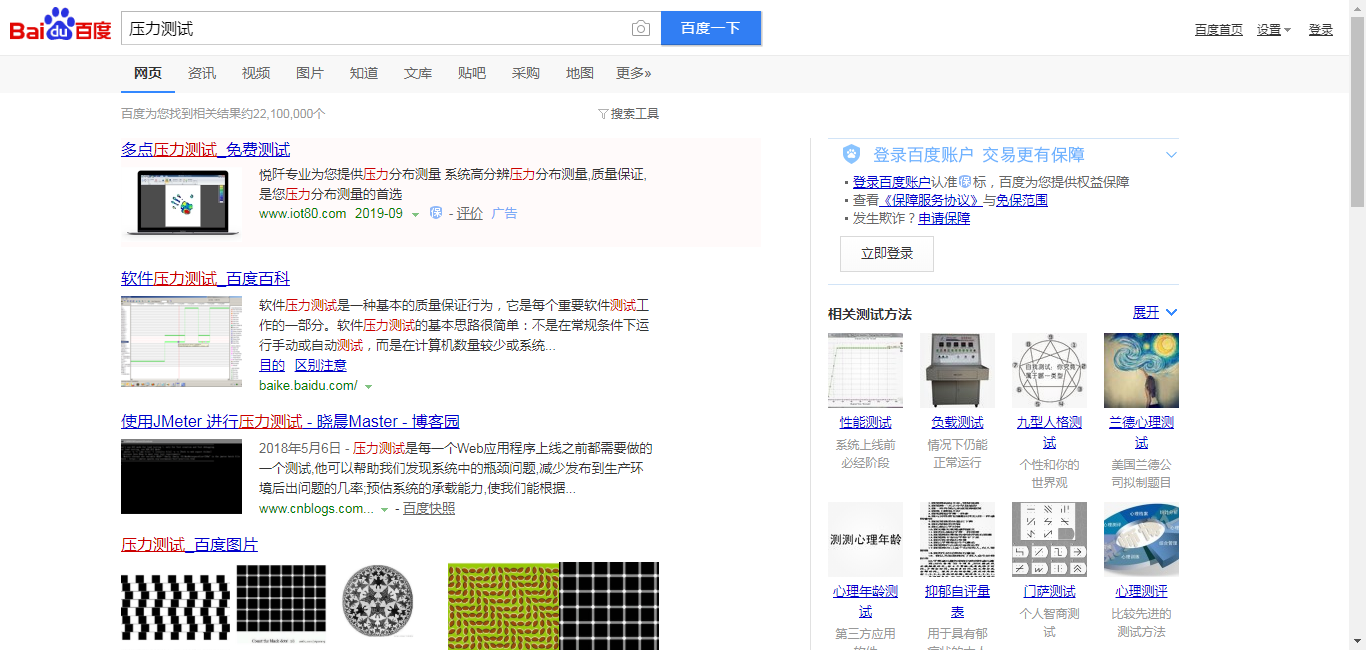 Bai du 百度
压力测试
百度一下
百度首页 设置 登录
网页 资讯 视频 图片 知道 文库 贴吧 采购 地图 更多»
百度为您找到相关结果约22,100,000个
搜索工具
多点压力测试_免费测试
悦阡专业为您提供压力分布测量 系统高分辨压力分布测量,质量保证,
是您压力分布测量的首选
www.iot80.com 2019-09 保 - 评价 广告
软件压力测试_百度百科
软件压力测试是一种基本的质量保证行为，它是每个重要软件测试工
作的一部分。软件压力测试的基本思路很简单：不是在常规条件下运
行手动或自动测试，而是在计算机数量较少或系统...
目的 区别注意
baike.baidu.com/
使用JMeter 进行压力测试 - 晓晨Master - 博客园
2018年5月6日 - 压力测试是每一个Web应用程序上线之前都需要做的
一个测试,他可以帮助我们发现系统中的瓶颈问题,减少发布到生产环
境后出问题的几率;预估系统的承载能力,使我们能根据...
www.cnblogs.com... - 百度快照
压力测试_百度图片
登录百度账户 交易更有保障
▪ 登录百度账户认准保标，百度为您提供权益保障
▪ 查看《保障服务协议》与免保范围
▪ 发生欺诈？申请保障
立即登录
相关测试方法
展开
性能测试
系统上线前
必经阶段
负载测试
情况下仍能
正常运行
九型人格测
试
个性和你的
世界观
兰德心理测
试
美国兰德公
司拟制题目
测测心理年龄
心理年龄测
试
第三方应用
抑郁自评量
表
用于具有郁
门萨测试
个人智商测
试
心理测评
比较先进的
测试方法